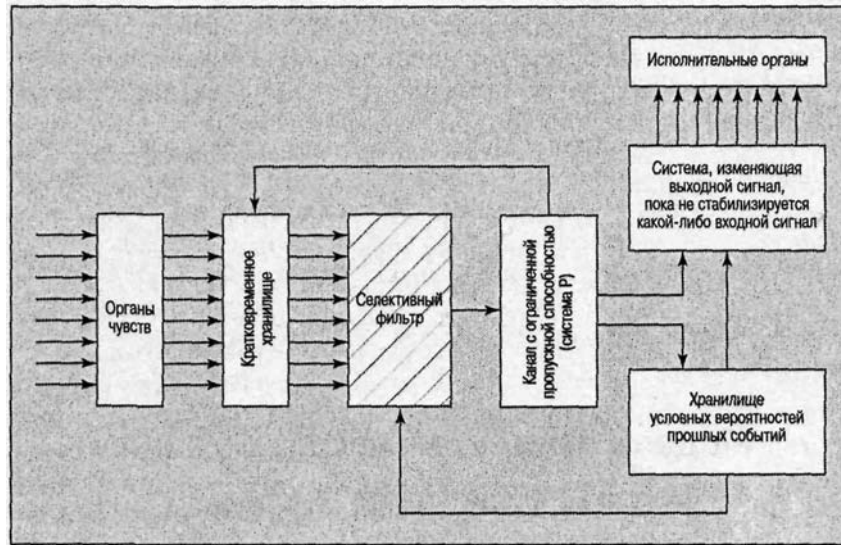 Исполнительные органы
Система, изменяющая
выходной сигнал,
пока не стабилизируется
какой-либо входной сигнал
Органы
чувств
Кратковременное
хранилище
Селективный
фильтр
Канал с ограниченной
пропускной способностью
(система P)
Хранилище
условных вероятностей
прошлых событий